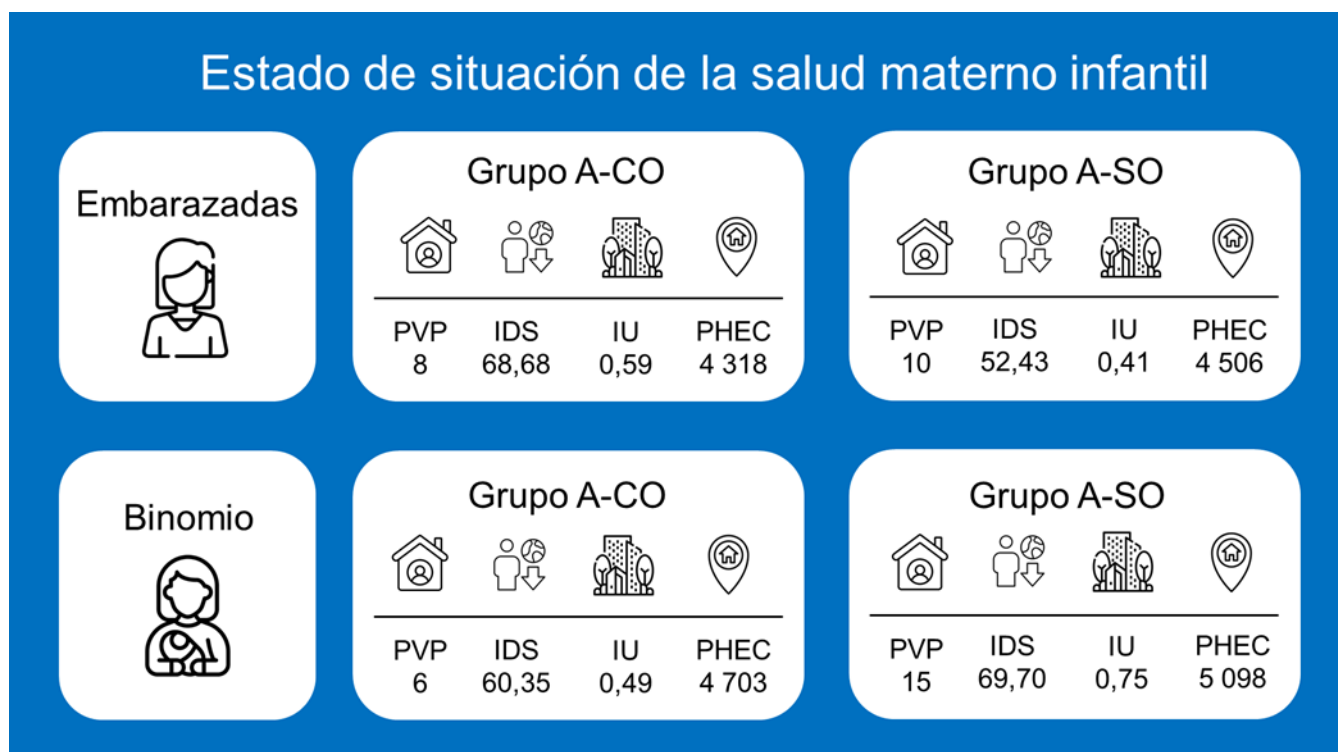 Estado de situación de la salud materno infantil
Embarazadas
Grupo A-CO
PVP IDS IU PHEC
8 68,68 0,59 4 318
Grupo A-SO
PVP IDS IU PHEC
10 52,43 0,41 4 506
Binomio
Grupo A-CO
PVP IDS IU PHEC
6 60,35 0,49 4 703
Grupo A-SO
PVP IDS IU PHEC
15 69,70 0,75 5 098